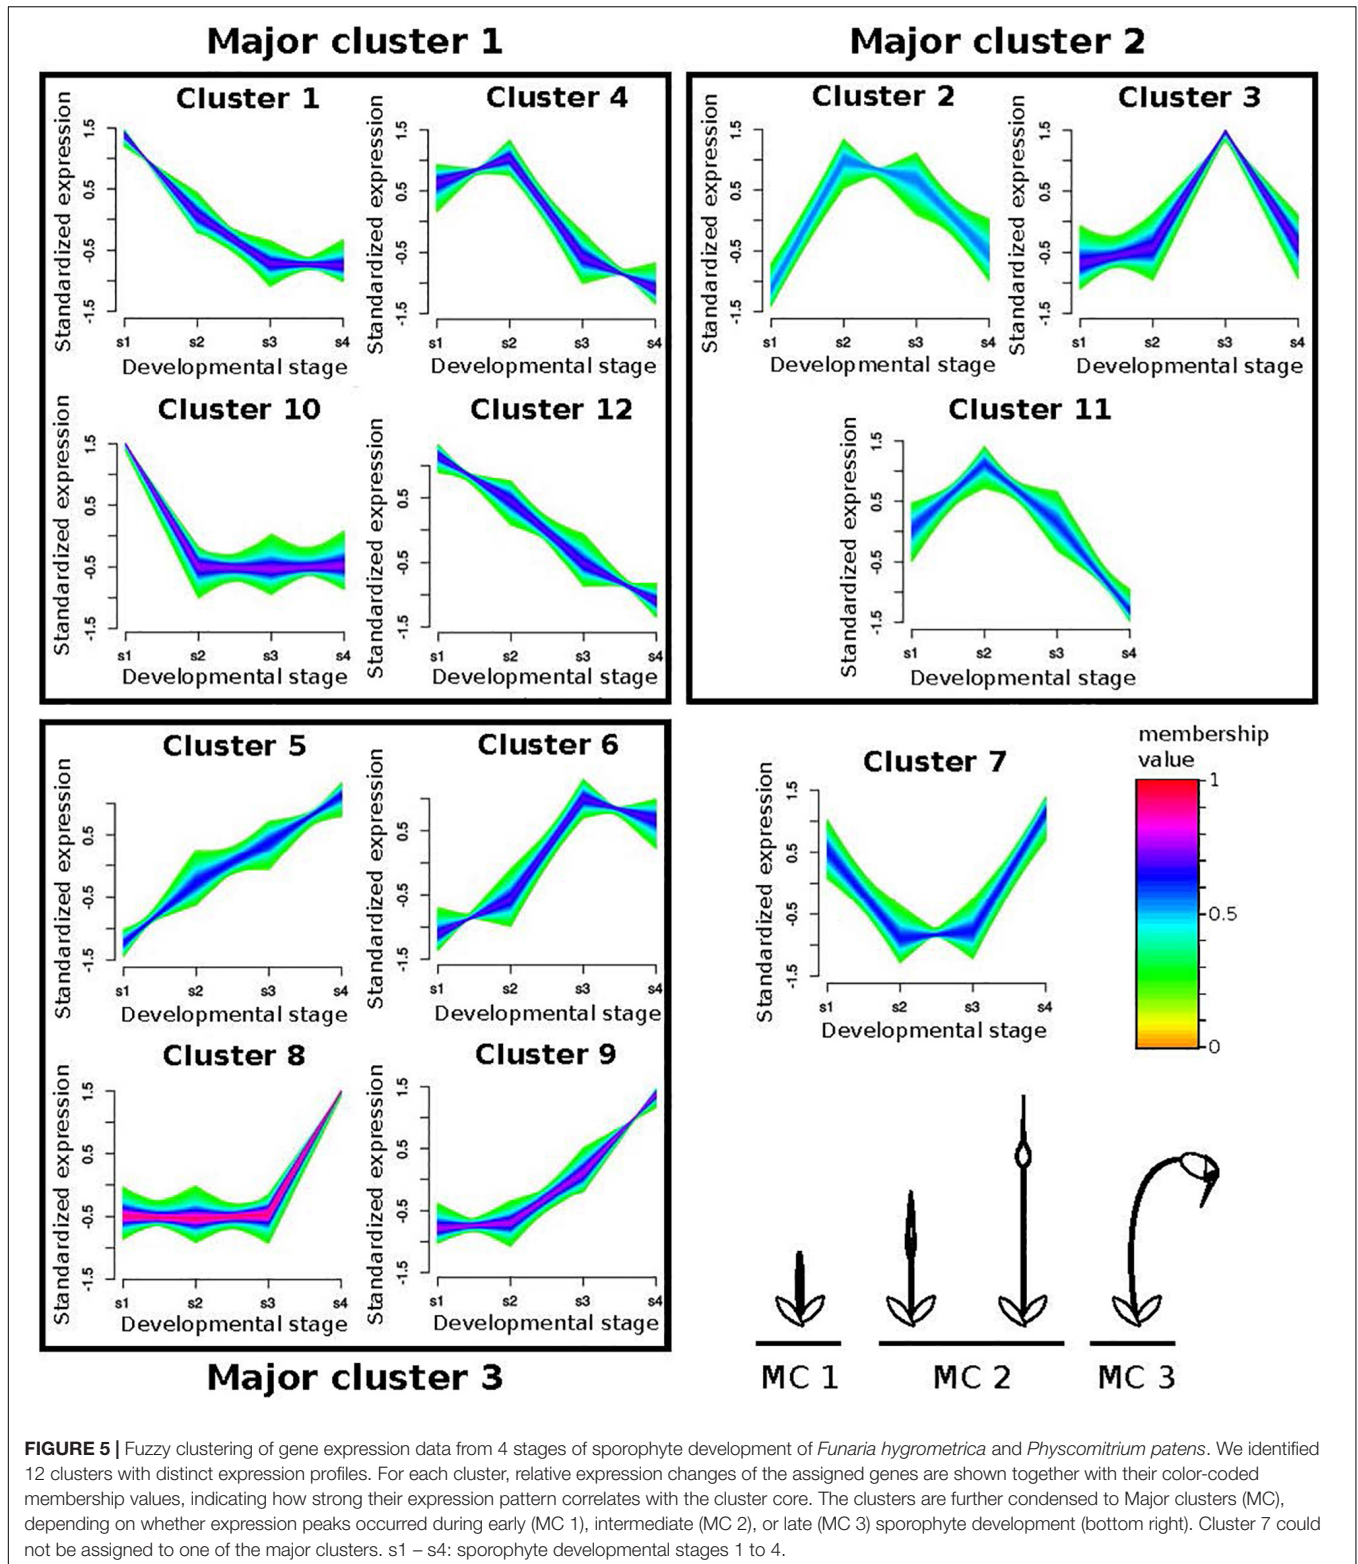 Major cluster 1
Major cluster 2
Cluster 1
Standardized expression
1.5
0.5
-0.5
-1.5
s1 s2 s3 s4
Developmental stage
Cluster 4
Standardized expression
1.5
0.5
-0.5
-1.5
s1 s2 s3 s4
Developmental stage
Cluster 2
Standardized expression
1.5
0.5
-0.5
-1.5
s1 s2 s3 s4
Developmental stage
Cluster 3
Standardized expression
1.5
0.5
-0.5
-1.5
s1 s2 s3 s4
Developmental stage
Cluster 10
Standardized expression
1.5
0.5
-0.5
-1.5
s1 s2 s3 s4
Developmental stage
Cluster 12
Standardized expression
0.5
-0.5
-1.5
s1 s2 s3 s4
Developmental stage
Cluster 11
Standardized expression
1.5
0.5
-0.5
-1.5
s1 s2 s3 s4
Developmental stage
Cluster 5
Standardized expression
0.5
-0.5
-1.5
s1 s2 s3 s4
Developmental stage
Cluster 6
Standardized expression
0.5
-0.5
-1.5
s1 s2 s3 s4
Developmental stage
Cluster 7
Standardized expression
1.5
0.5
-0.5
-1.5
s1 s2 s3 s4
Developmental stage
membership
value
1
0.5
0
Cluster 8
Standardized expression
1.5
0.5
-0.5
-1.5
s1 s2 s3 s4
Developmental stage
Cluster 9
Standardized expression
1.5
0.5
-0.5
-1.5
s1 s2 s3 s4
Developmental stage
Major cluster 3
MC 1 MC 2 MC 3
FIGURE 5 | Fuzzy clustering of gene expression data from 4 stages of sporophyte development of Funaria hygrometrica and Physcomitrium patens. We identified
12 clusters with distinct expression profiles. For each cluster, relative expression changes of the assigned genes are shown together with their color-coded
membership values, indicating how strong their expression pattern correlates with the cluster core. The clusters are further condensed to Major clusters (MC),
depending on whether expression peaks occurred during early (MC 1), intermediate (MC 2), or late (MC 3) sporophyte development (bottom right). Cluster 7 could
not be assigned to one of the major clusters. s1 – s4: sporophyte developmental stages 1 to 4.